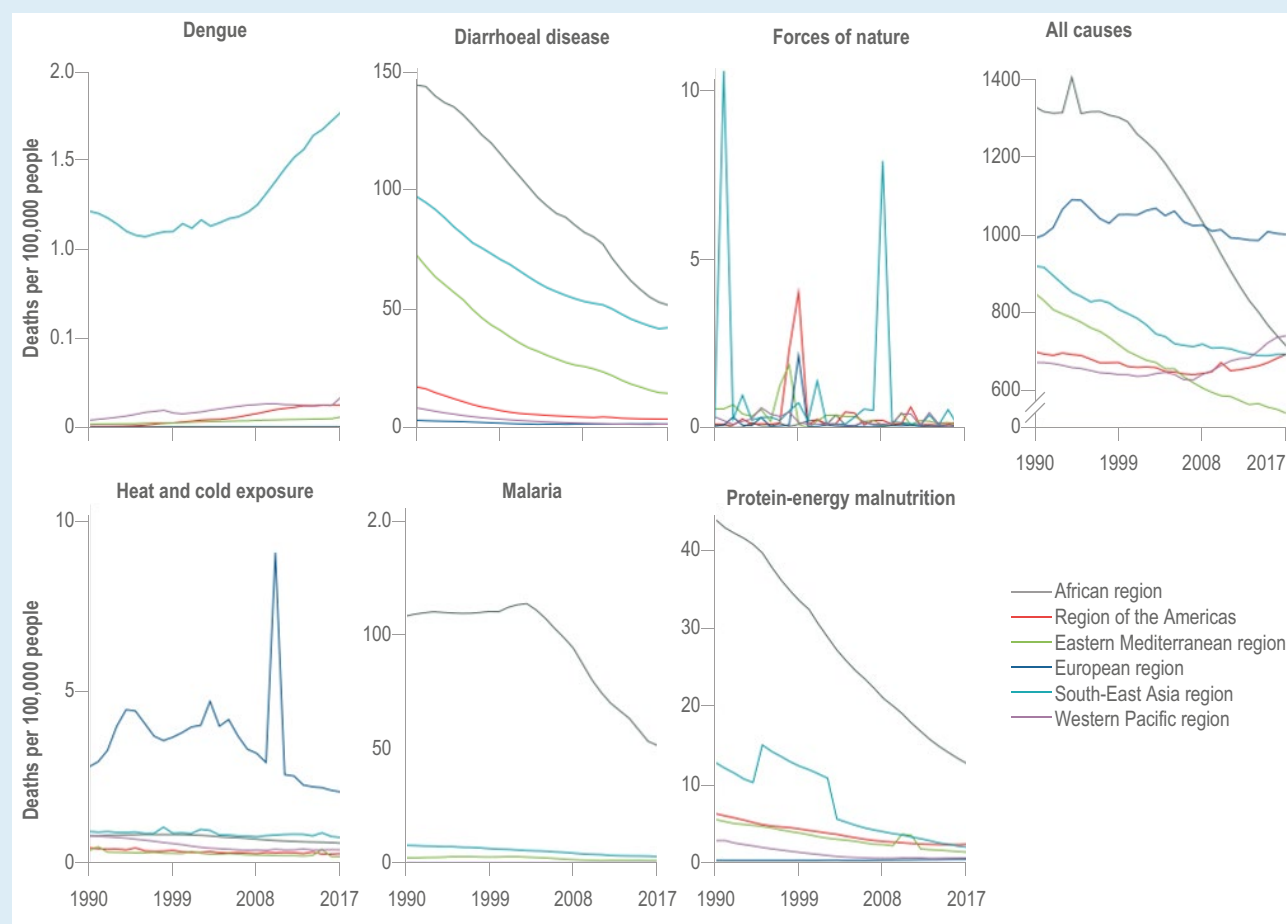 Dengue
Deaths per 100,000 people
2.0
1.5
1.0
0.1
0
Diarrhoeal disease
150
100
50
0
Forces of nature
10
5
0
All causes
1400
1200
1000
800
600
0
1990 1999 2008 2017
Heat and cold exposure
Deaths per 100,000 people
10
5
0
1990 1999 2008 2017
Malaria
2.0
100
50
0
1990 1999 2008 2017
Protein-energy malnutrition
40
30
20
10
0
1990 1999 2008 2017
African region
Region of the Americas
Eastern Mediterranean region
European region
South-East Asia region
Western Pacific region